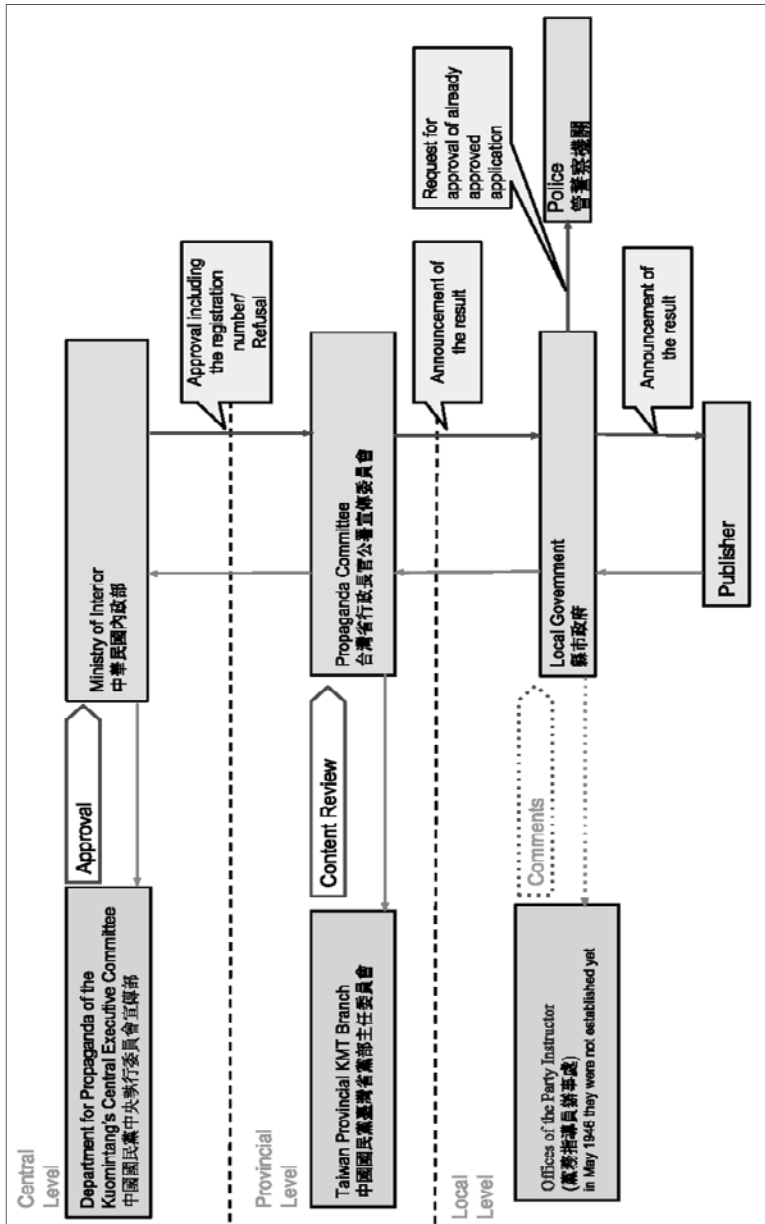 Central
Level
Department for Propaganda of the
Kuomintang's Central Executive Committee
中國國民黨中央執行委員會宣傳部
Approval
Ministry of Interior
中華民國內政部
Approval including
the registration
number/
Refusal
Provincial
Level
Taiwan Provincial KMT Branch
中國國民黨臺灣省黨部主任委員會
Content Review
Propaganda Committee
台灣省行政長官公署宣傳委員會
Announcement of
the result
Local
Level
Offices of the Party Instructor
(黨務指導員辦事處)
in May 1946 they were not established yet
Comments
Local Government
縣市政府
Request for
approval of already
approved
application
Police
管警察機關
Announcement of
the result
Publisher